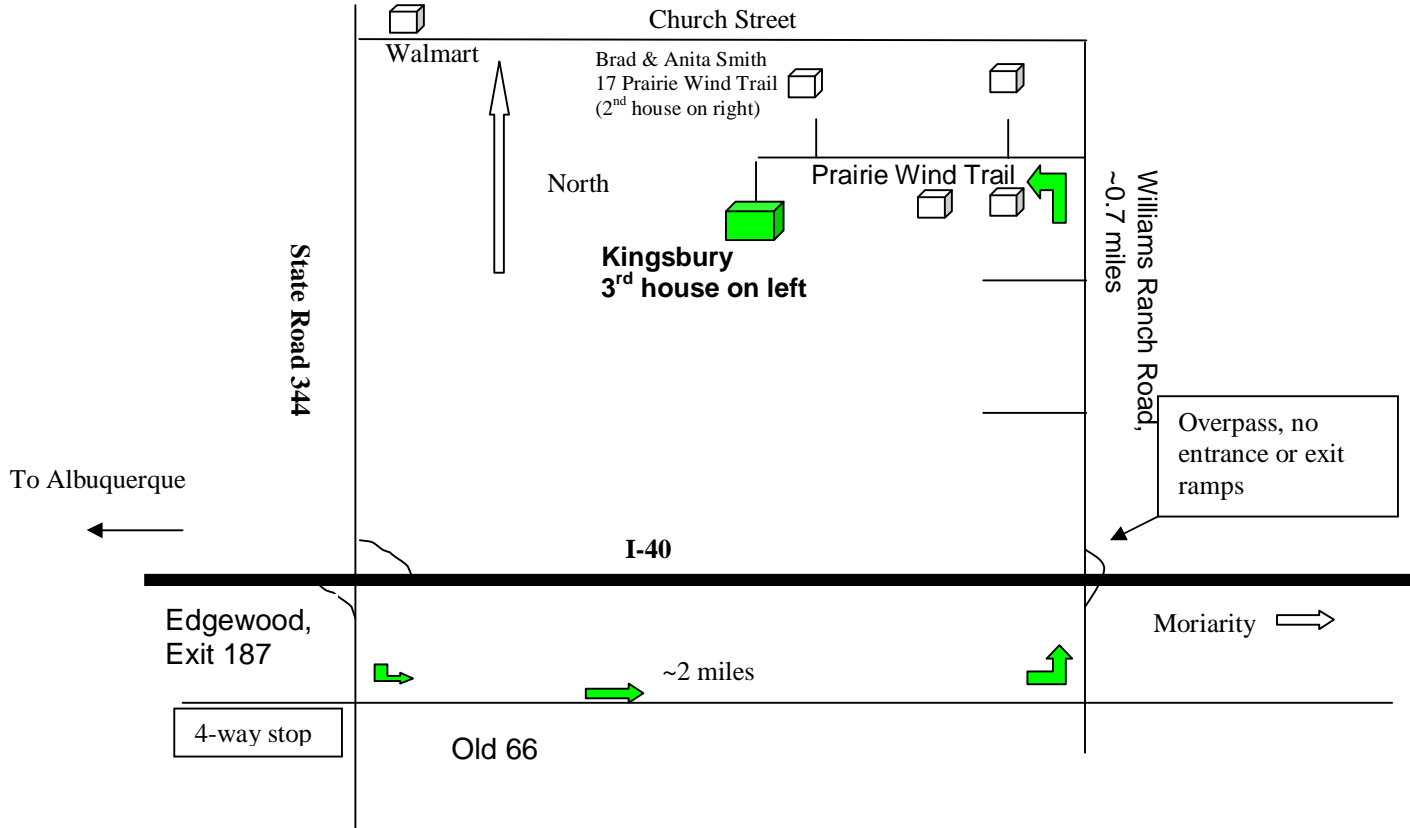 Church Street
Walmart
Brad & Anita Smith
17 Prairie Wind Trail
(2nd house on right)
North
Prairie Wind Trail
Kingsbury
3rd house on left
State Road 344
Williams Ranch Road,
~0.7 miles
Overpass, no
entrance or exit
ramps
To Albuquerque
I-40
Edgewood,
Exit 187
Moriarity
~2 miles
4-way stop
Old 66